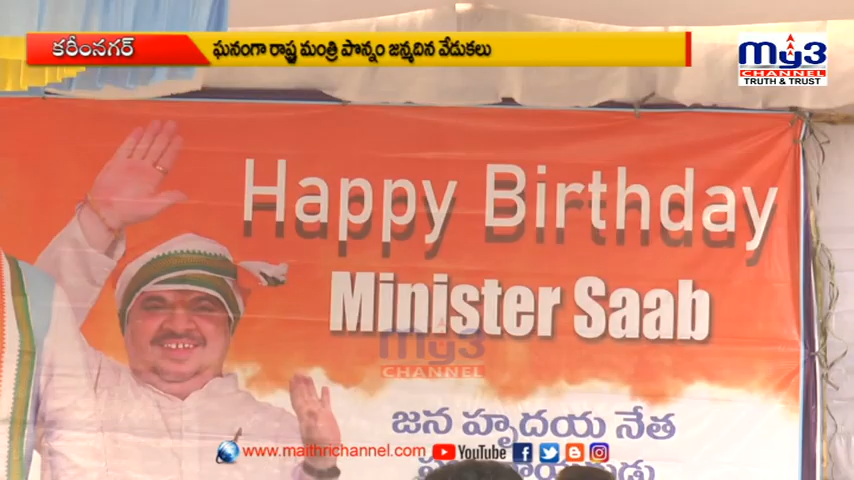 కరీంనగర్
ఘనంగా రాష్ట్ర మంత్రి పొన్నం జన్మదిన వేడుకలు
my3
CHANNEL
TRUTH & TRUST
Happy Birthday
Minister Saab
my3
CHANNEL
జన హృదయ నేత
www.maithrichannel.com
YouTube